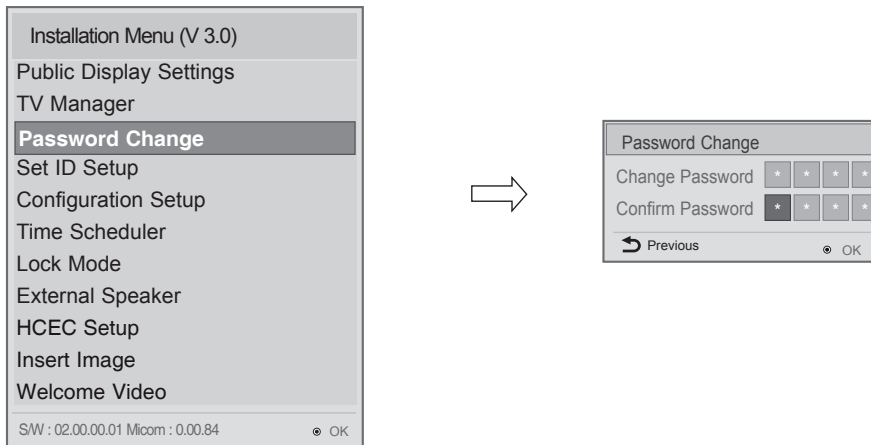 Installation Menu (V 3.0)
Public Display Settings
TV Manager
Password Change
Set ID Setup
Configuration Setup
Time Scheduler
Lock Mode
External Speaker
HCEC Setup
Insert Image
Welcome Video
S/W : 02.00.00.01 Micom : 0.00.84 OK
Password Change
Change Password * * * *
Confirm Password * * * *
Previous OK